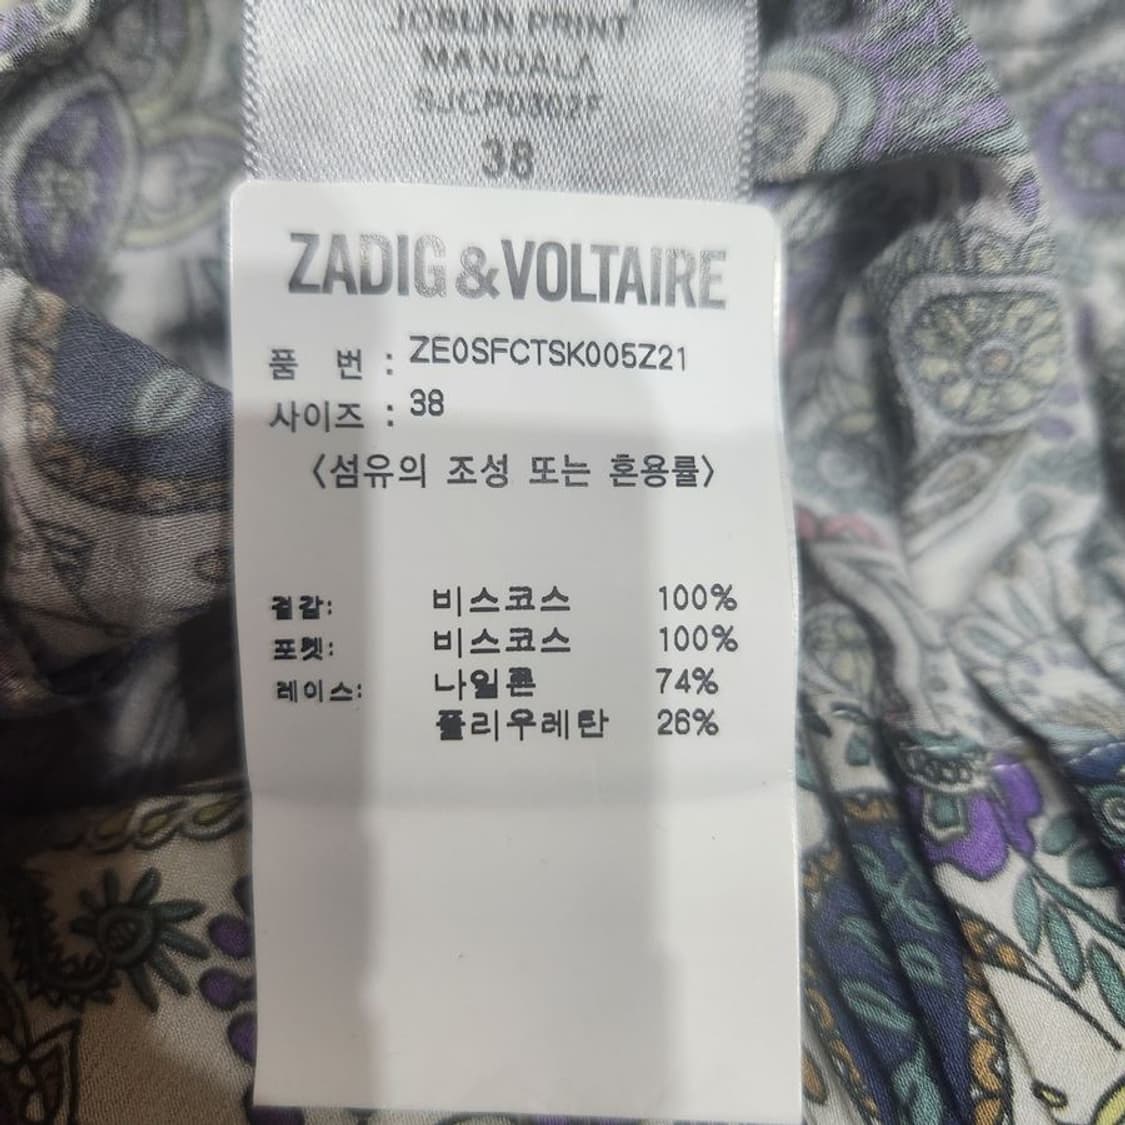 JOSLIN PRINT
MANDALA
SJCP0302F
38
ZADIG & VOLTAIRE
품 번 : ZE0SFCTSK005Z21
사이즈 : 38
<섬유의 조성 또는 혼용률>
겉감: 비스코스 100%
포켓: 비스코스 100%
레이스: 나일론 74%
폴리우레탄 26%